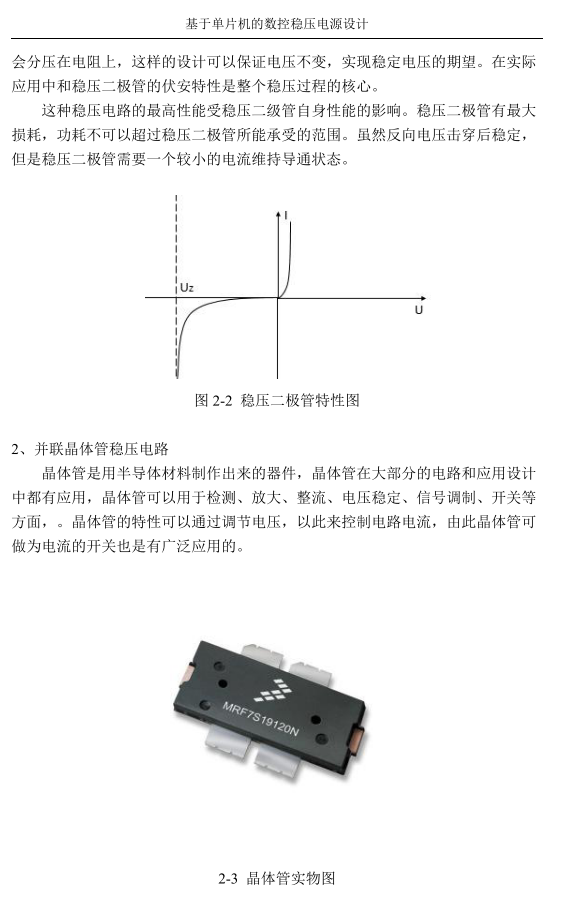 基于单片机的数控稳压电源设计
会分压在电阻上，这样的设计可以保证电压不变，实现稳定电压的期望。在实际
应用中和稳压二极管的伏安特性是整个稳压过程的核心。
这种稳压电路的最高性能受稳压二级管自身性能的影响。稳压二极管有最大
损耗，功耗不可以超过稳压二极管所能承受的范围。虽然反向电压击穿后稳定，
但是稳压二极管需要一个较小的电流维持导通状态。
I
Uz
U
图 2-2 稳压二极管特性图
2、并联晶体管稳压电路
晶体管是用半导体材料制作出来的器件，晶体管在大部分的电路和应用设计
中都有应用，晶体管可以用于检测、放大、整流、电压稳定、信号调制、开关等
方面，。晶体管的特性可以通过调节电压，以此来控制电路电流，由此晶体管可
做为电流的开关也是有广泛应用的。
MRF7S19120N
2-3 晶体管实物图